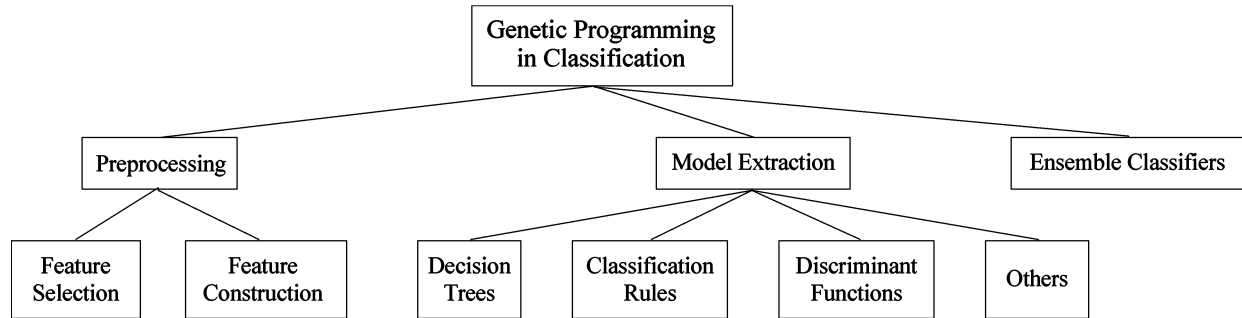 Genetic Programming
in Classification
Preprocessing
Model Extraction
Ensemble Classifiers
Feature
Selection
Feature
Construction
Decision
Trees
Classification
Rules
Discriminant
Functions
Others